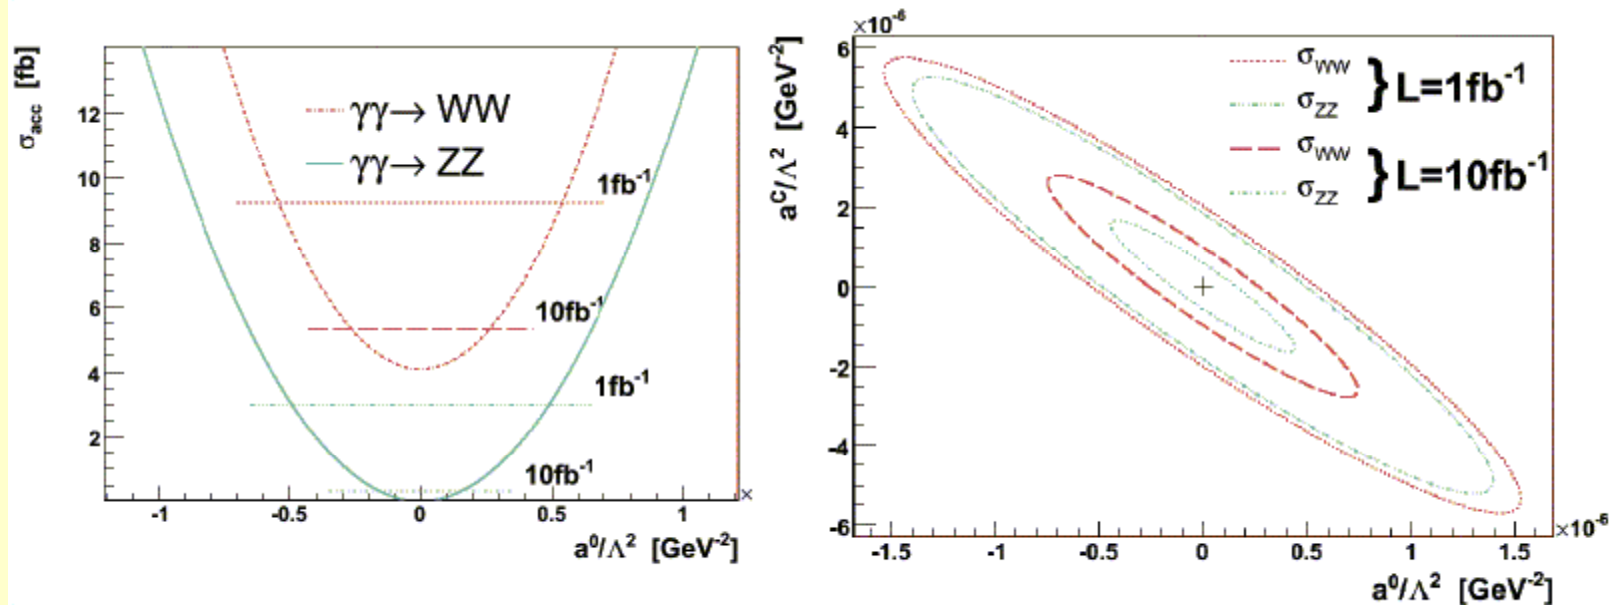 σacc [fb]
12
10
8
6
4
2
γγ→ WW
γγ→ ZZ
1fb⁻¹
10fb⁻¹
1fb⁻¹
10fb⁻¹
-1 -0.5 0 0.5 1
×
a⁰/Λ² [GeV⁻²]
×10⁻⁶
aC/Λ² [GeV⁻²]
6
4
2
0
-2
-4
-6
σWW
σZZ
} L=1fb⁻¹
σWW
σZZ
} L=10fb⁻¹
-1.5 -1 -0.5 0 0.5 1 1.5
×10⁻⁶
a⁰/Λ² [GeV⁻²]